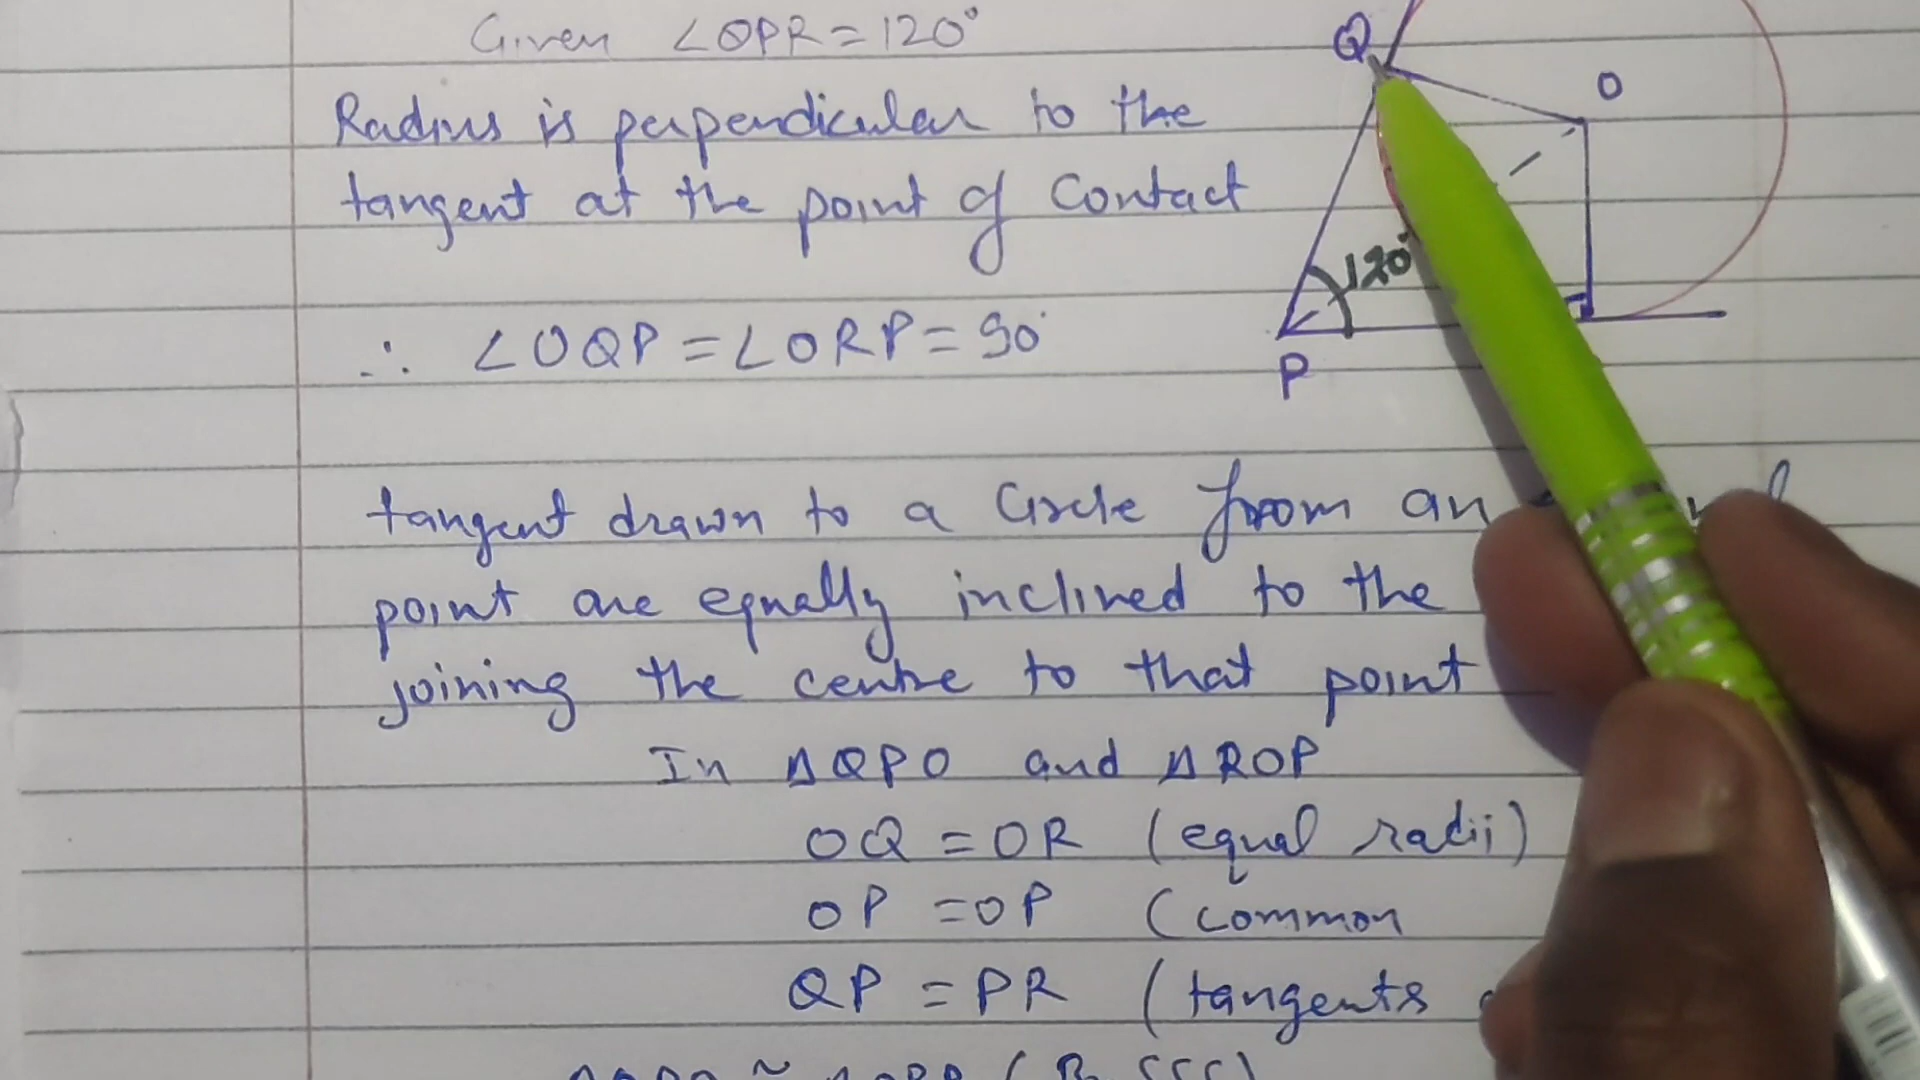 Given ∠QPR = 120°
Q
O
Radius is perpendicular to the
tangent at the point of Contact
120°
∴ ∠OQP = ∠ORP = 90°
P
tangent drawn to a Circle from an
point are equally inclined to the
joining the centre to that point
In ΔQPO and ΔROP
OQ = OR (equal radii)
OP = OP (common
QP = PR (tangents